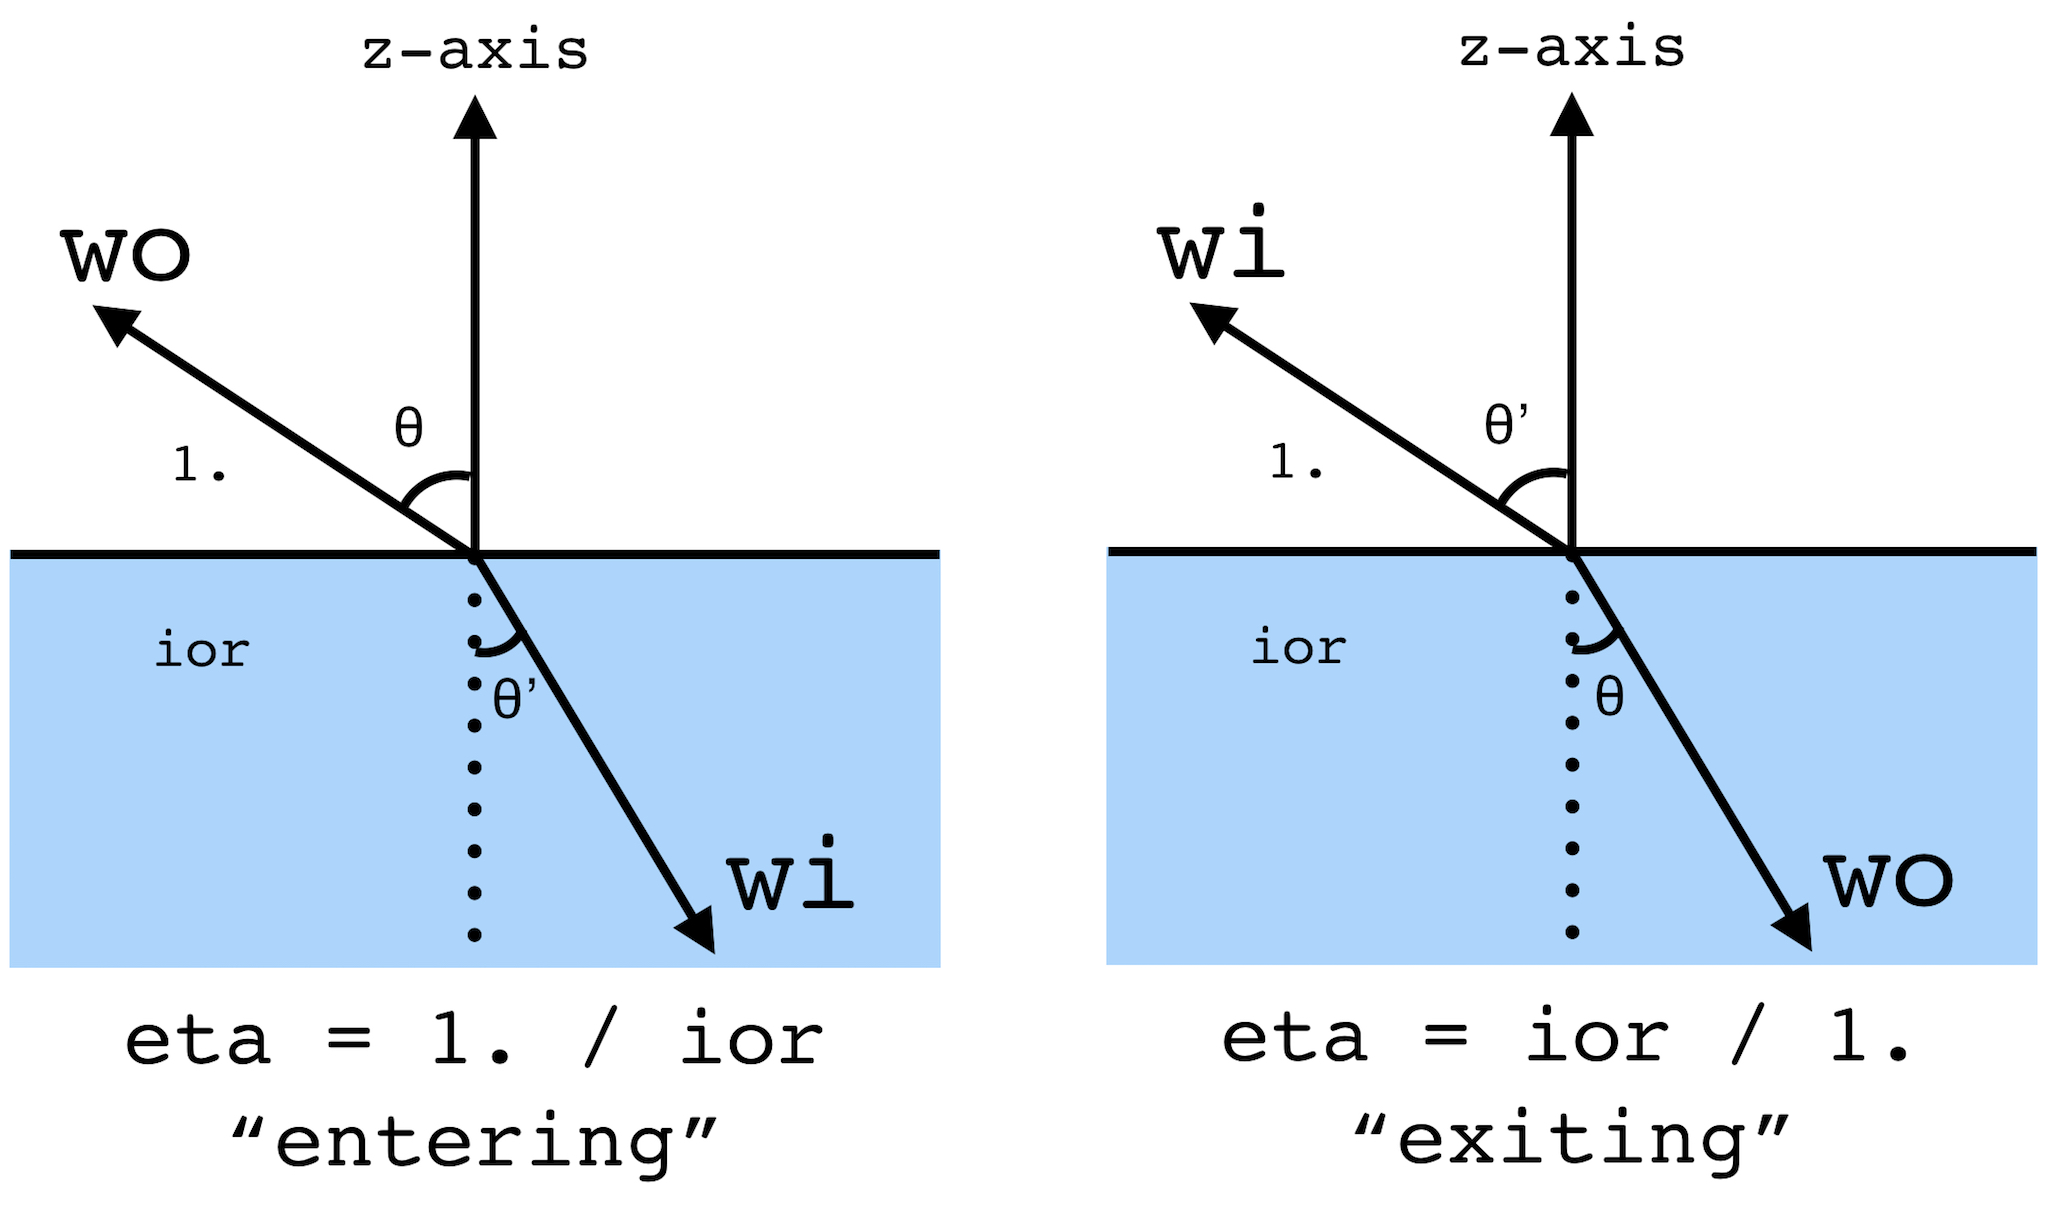 z-axis
wo
θ
1.
ior
θ’
wi
eta = 1. / ior
“entering”
z-axis
wi
θ’
1.
ior
θ
wo
eta = ior / 1.
“exiting”